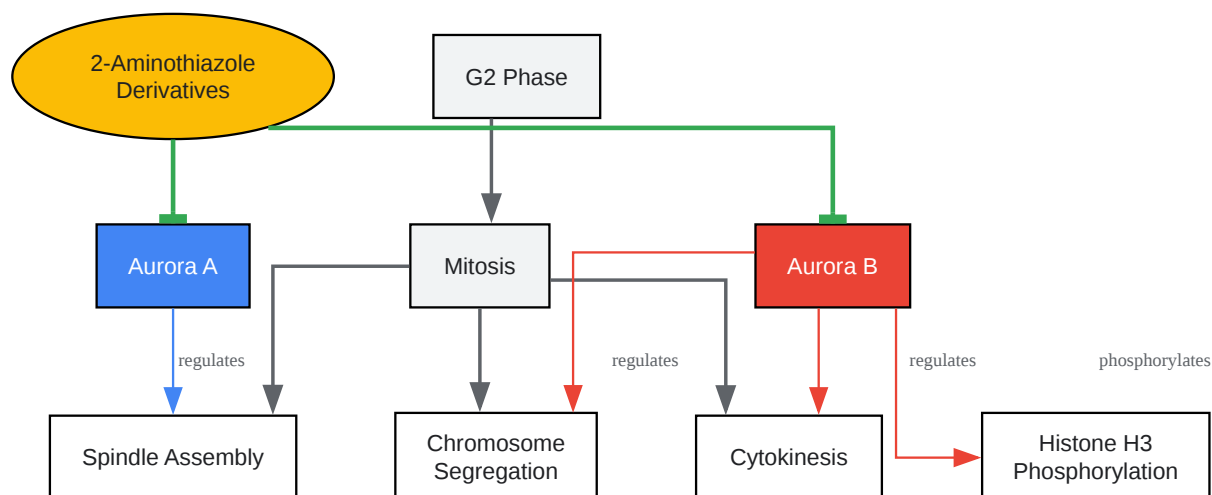 2-Aminothiazole
Derivatives
G2 Phase
Aurora A
Mitosis
Aurora B
regulates
regulates
regulates
phosphorylates
Spindle Assembly
Chromosome
Segregation
Cytokinesis
Histone H3
Phosphorylation